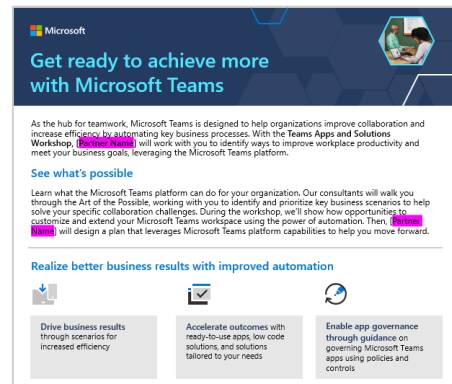 Microsoft
Get ready to achieve more
with Microsoft Teams
As the hub for teamwork, Microsoft Teams is designed to help organizations improve collaboration and
increase efficiency by automating key business processes. With the Teams Apps and Solutions
Workshop, [Partner Name] will work with you to identify ways to improve workplace productivity and
meet your business goals, leveraging the Microsoft Teams platform.
See what's possible
Learn what the Microsoft Teams platform can do for your organization. Our consultants will walk you
through the Art of the Possible, working with you to identify and prioritize key business scenarios to help
solve your specific collaboration challenges. During the workshop, we'll show how opportunities to
customize and extend your Microsoft Teams workspace using the power of automation. Then, [Partner
Name] will design a plan that leverages Microsoft Teams platform capabilities to help you move forward.
Realize better business results with improved automation
Drive business results
through scenarios for
increased efficiency
Accelerate outcomes with
ready-to-use apps, low code
solutions, and solutions
tailored to your needs
Enable app governance
through guidance on
governing Microsoft Teams
apps using policies and
controls